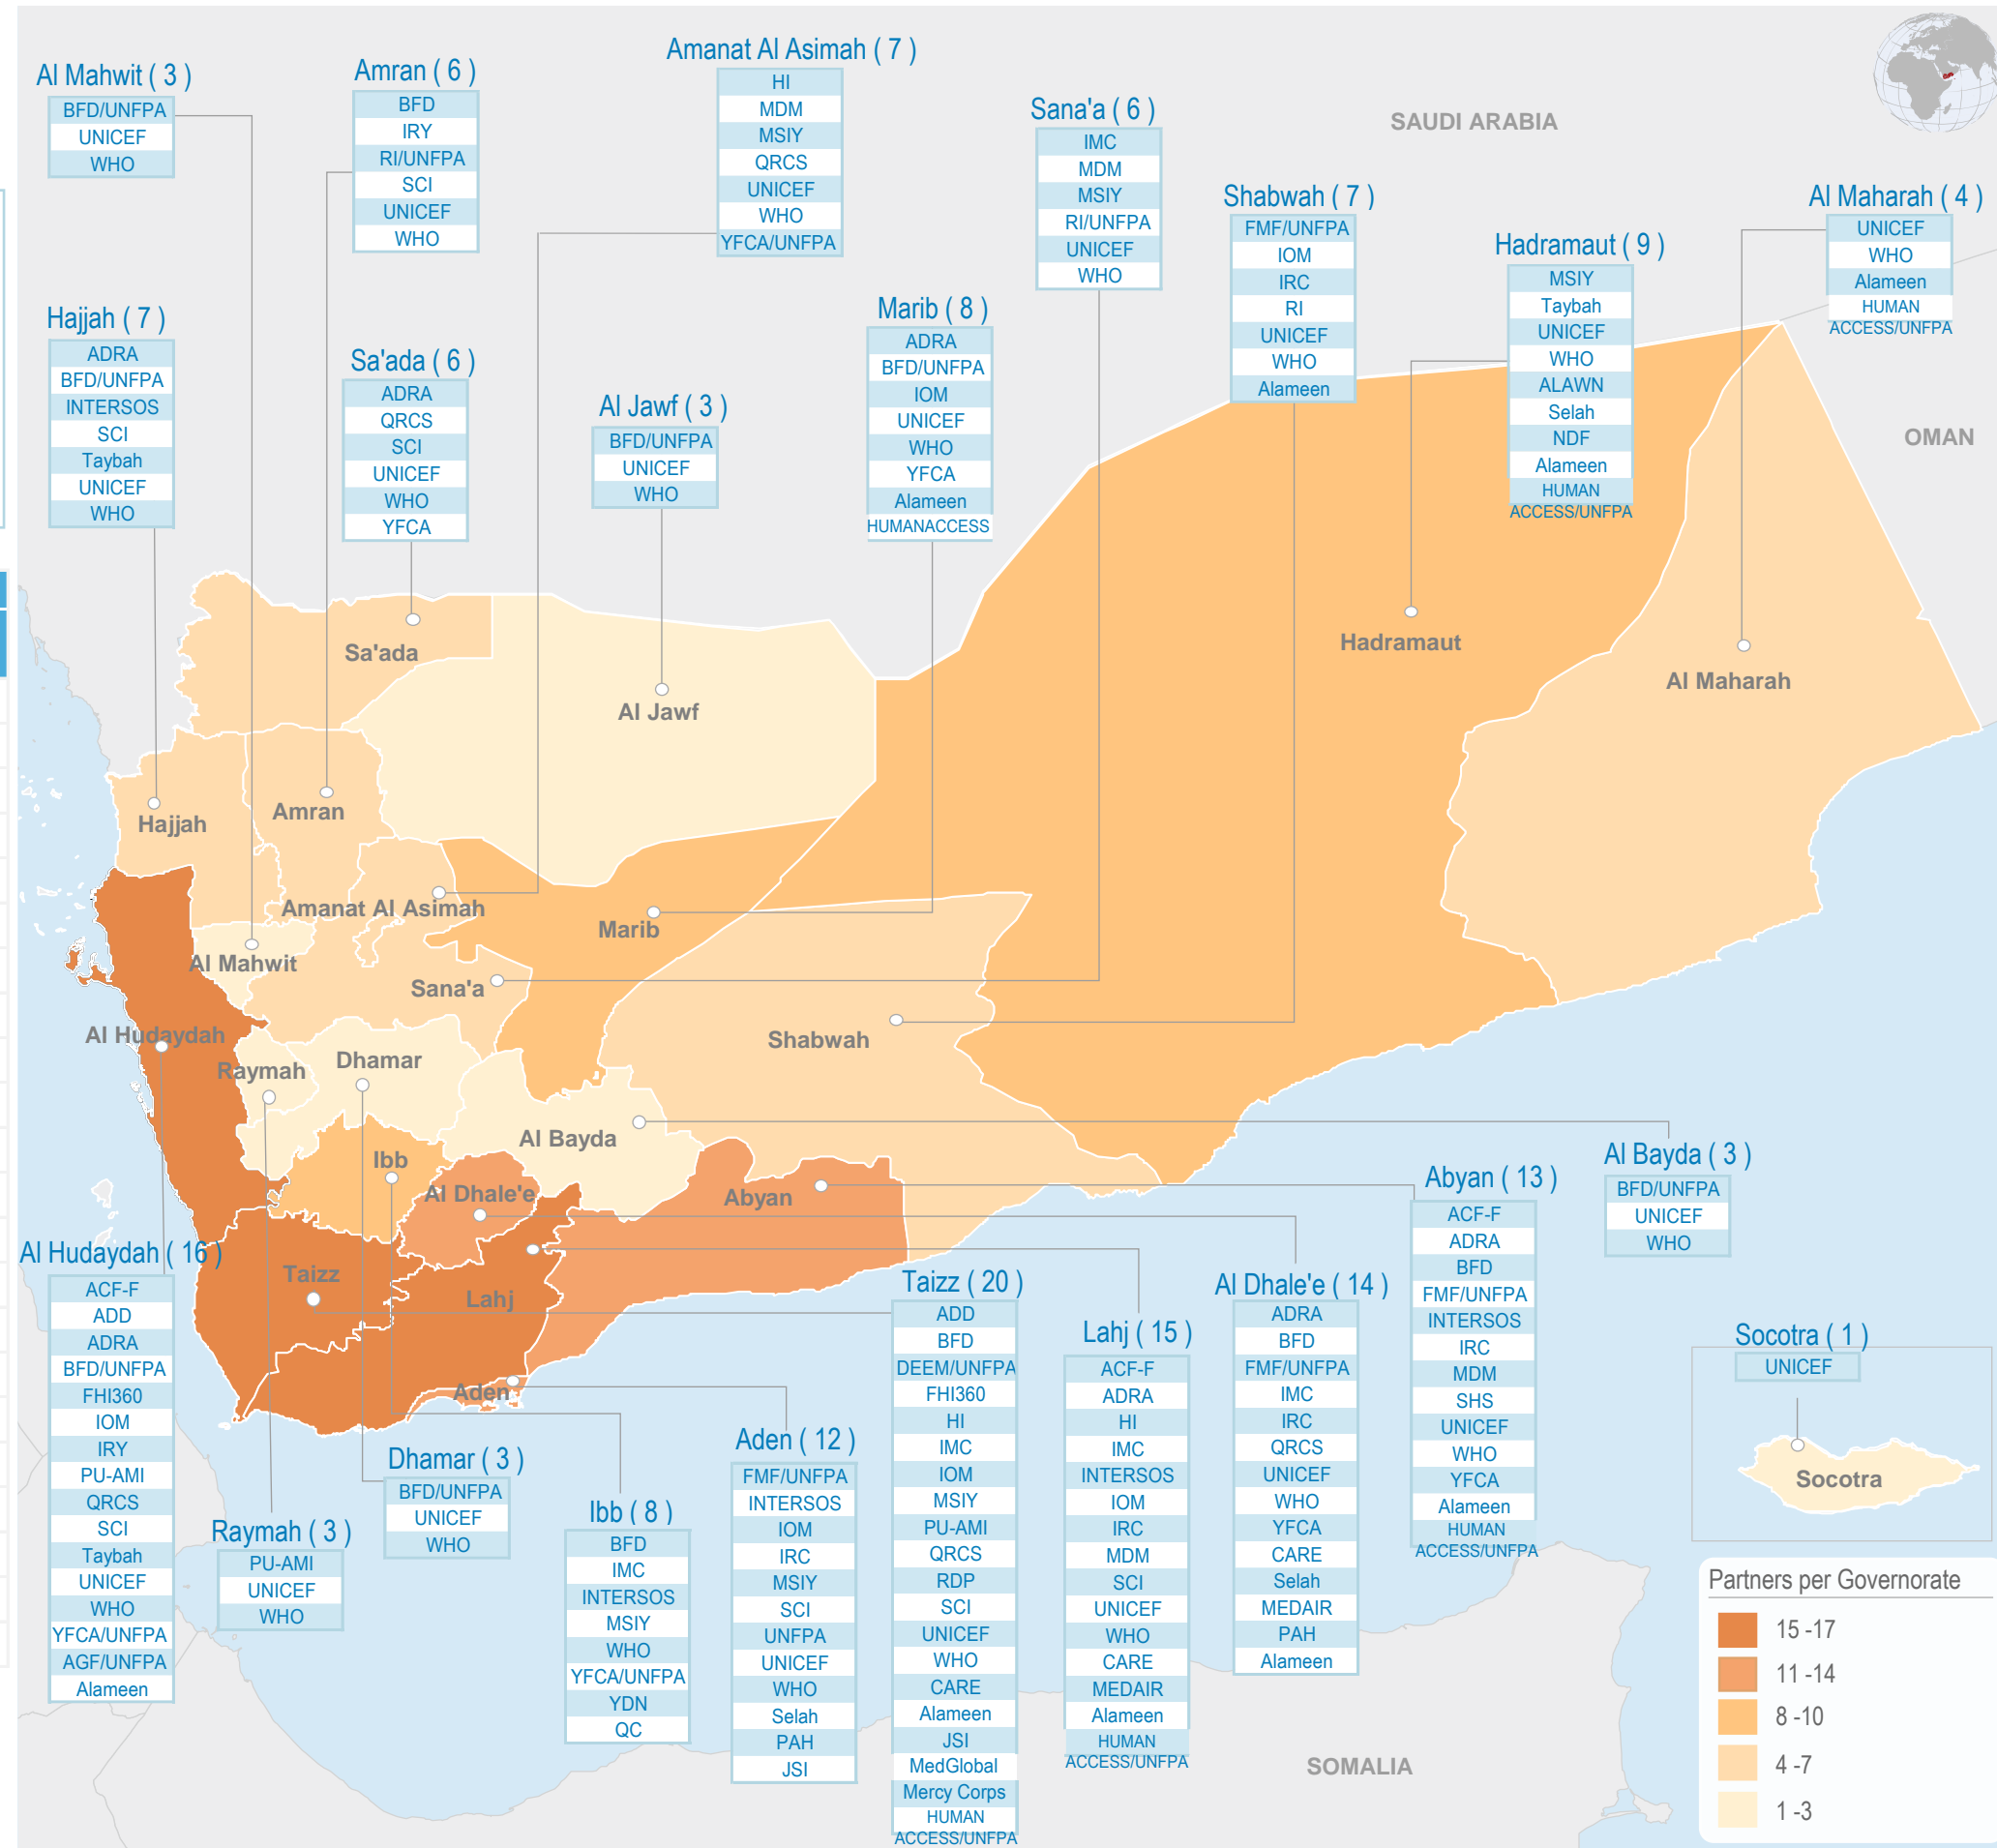 Al Mahwit ( 3 )
BFD/UNFPA
UNICEF
WHO
Amran ( 6 )
BFD
IRY
RI/UNFPA
SCI
UNICEF
WHO
Amanat Al Asimah ( 7 )
HI
MDM
MSIY
QRCS
UNICEF
WHO
YFCA/UNFPA
Sana'a ( 6 )
IMC
MDM
MSIY
RI/UNFPA
UNICEF
WHO
SAUDI ARABIA
Shabwah ( 7 )
FMF/UNFPA
IOM
IRC
RI
UNICEF
WHO
Alameen
Hadramaut ( 9 )
MSIY
Taybah
UNICEF
WHO
ALAWN
Selah
NDF
Alameen
HUMAN
ACCESS/UNFPA
Al Maharah ( 4 )
UNICEF
WHO
Alameen
HUMAN
ACCESS/UNFPA
OMAN
Hajjah ( 7 )
ADRA
BFD/UNFPA
INTERSOS
SCI
Taybah
UNICEF
WHO
Sa'ada ( 6 )
ADRA
QRCS
SCI
UNICEF
WHO
YFCA
Al Jawf ( 3 )
BFD/UNFPA
UNICEF
WHO
Marib ( 8 )
ADRA
BFD/UNFPA
IOM
UNICEF
WHO
YFCA
Alameen
HUMANACCESS
Sa'ada
Al Jawf
Hadramaut
Al Maharah
Hajjah
Amran
Amanat Al Asimah
Marib
Al Mahwit
Sana'a
Al Hudaydah
Raymah
Dhamar
Shabwah
Al Bayda
Ibb
Al Dhale'e
Abyan
Taizz
Lahj
Aden
Al Bayda ( 3 )
BFD/UNFPA
UNICEF
WHO
Abyan ( 13 )
ACF-F
ADRA
BFD
FMF/UNFPA
INTERSOS
IRC
MDM
SHS
UNICEF
WHO
YFCA
Alameen
HUMAN
ACCESS/UNFPA
Al Hudaydah ( 16 )
ACF-F
ADD
ADRA
BFD/UNFPA
FHI360
IOM
IRY
PU-AMI
QRCS
SCI
Taybah
UNICEF
WHO
YFCA/UNFPA
AGF/UNFPA
Alameen
Raymah ( 3 )
PU-AMI
UNICEF
WHO
Dhamar ( 3 )
BFD/UNFPA
UNICEF
WHO
Ibb ( 8 )
BFD
IMC
INTERSOS
MSIY
WHO
YFCA/UNFPA
YDN
QC
Aden ( 12 )
FMF/UNFPA
INTERSOS
IOM
IRC
MSIY
SCI
UNFPA
UNICEF
WHO
Selah
PAH
JSI
Taizz ( 20 )
ADD
BFD
DEEM/UNFPA
FHI360
HI
IMC
IOM
MSIY
PU-AMI
QRCS
RDP
SCI
UNICEF
WHO
CARE
Alameen
JSI
MedGlobal
Mercy Corps
HUMAN
ACCESS/UNFPA
Lahj ( 15 )
ACF-F
ADRA
HI
IMC
INTERSOS
IOM
IRC
MDM
SCI
UNICEF
WHO
CARE
MEDAIR
Alameen
HUMAN
ACCESS/UNFPA
Al Dhale'e ( 14 )
ADRA
BFD
FMF/UNFPA
IMC
IRC
QRCS
UNICEF
WHO
YFCA
CARE
Selah
MEDAIR
PAH
Alameen
Socotra ( 1 )
UNICEF
Socotra
SOMALIA
Partners per Governorate
15 -17
11 -14
8 -10
4 -7
1 -3